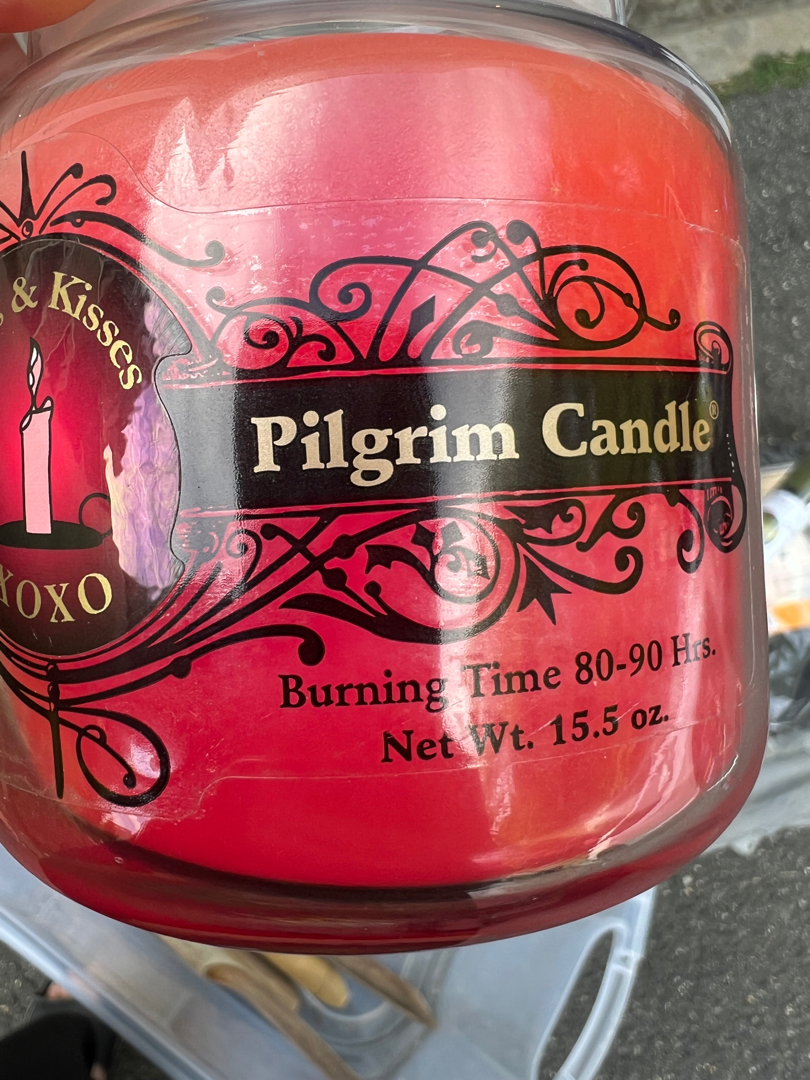 & Kisses
XOXO
Pilgrim Candle®
Burning Time 80-90 Hrs.
Net Wt. 15.5 oz.